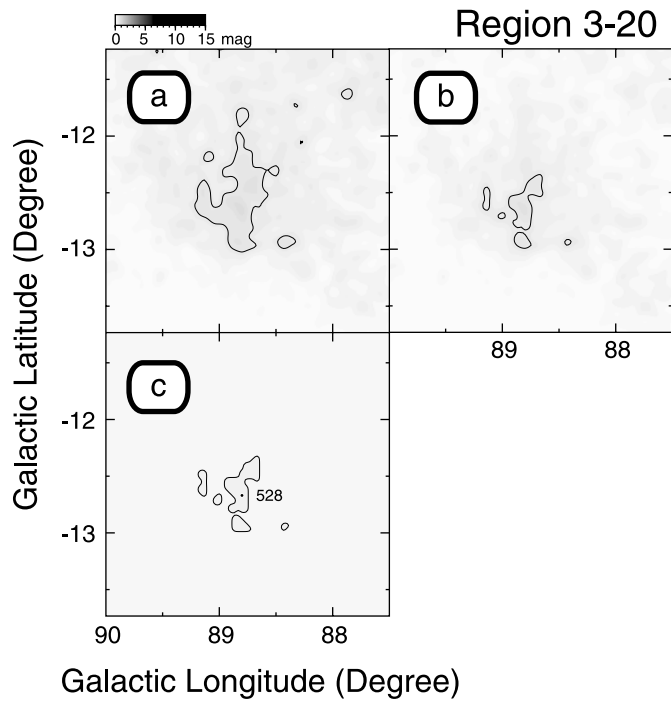 Region 3-20
0 5 10 15 mag
a
b
-12
-13
Galactic Latitude (Degree)
89 88
c
-12
528
-13
90 89 88
Galactic Longitude (Degree)